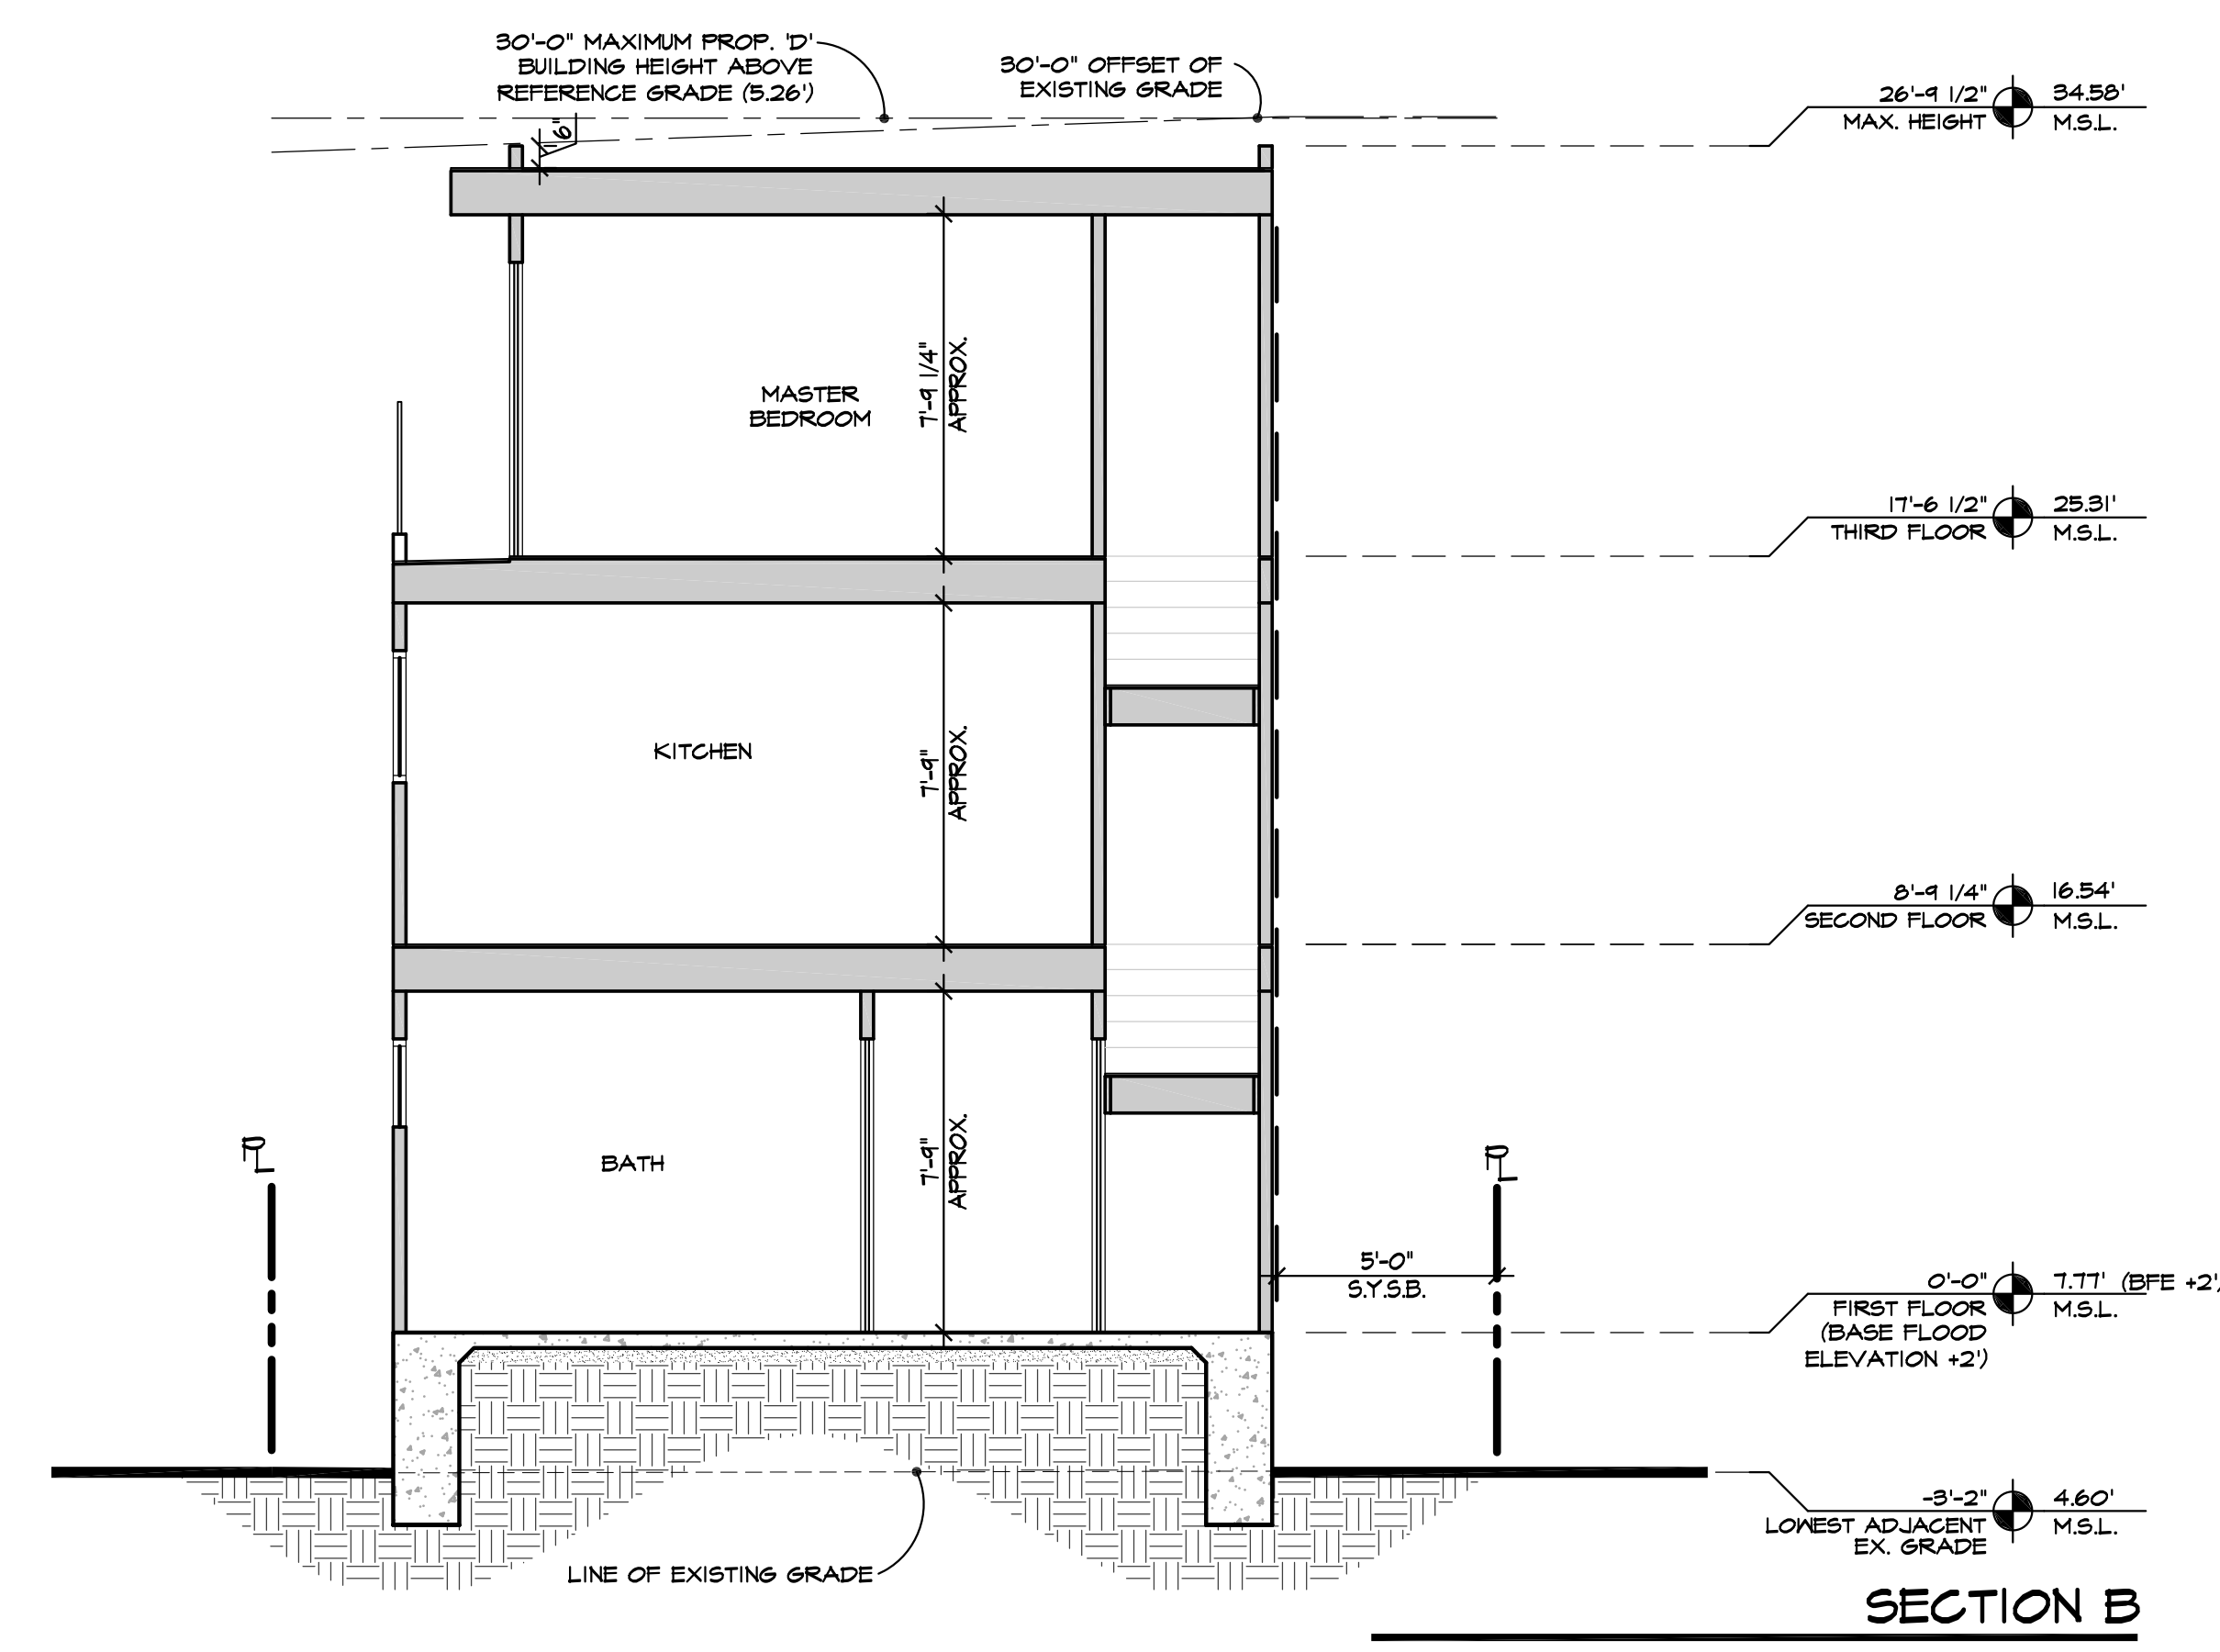 30'-0" MAXIMUM PROP. 'D'
BUILDING HEIGHT ABOVE
REFERENCE GRADE (5.26')
30'-0" OFFSET OF
EXISTING GRADE
6"
26'-9 1/2"
MAX. HEIGHT
34.58'
M.S.L.
MASTER
BEDROOM
7'-9 1/4"
APPROX.
17'-6 1/2"
THIRD FLOOR
25.31'
M.S.L.
KITCHEN
7'-9"
APPROX.
8'-9 1/4"
SECOND FLOOR
16.54'
M.S.L.
BATH
7'-9"
APPROX.
PL
PL
5'-0"
S.Y.S.B.
0'-0"
FIRST FLOOR
(BASE FLOOD
ELEVATION +2')
7.77' (BFE +2')
M.S.L.
-3'-2"
LOWEST ADJACENT
EX. GRADE
4.60'
M.S.L.
LINE OF EXISTING GRADE
SECTION B